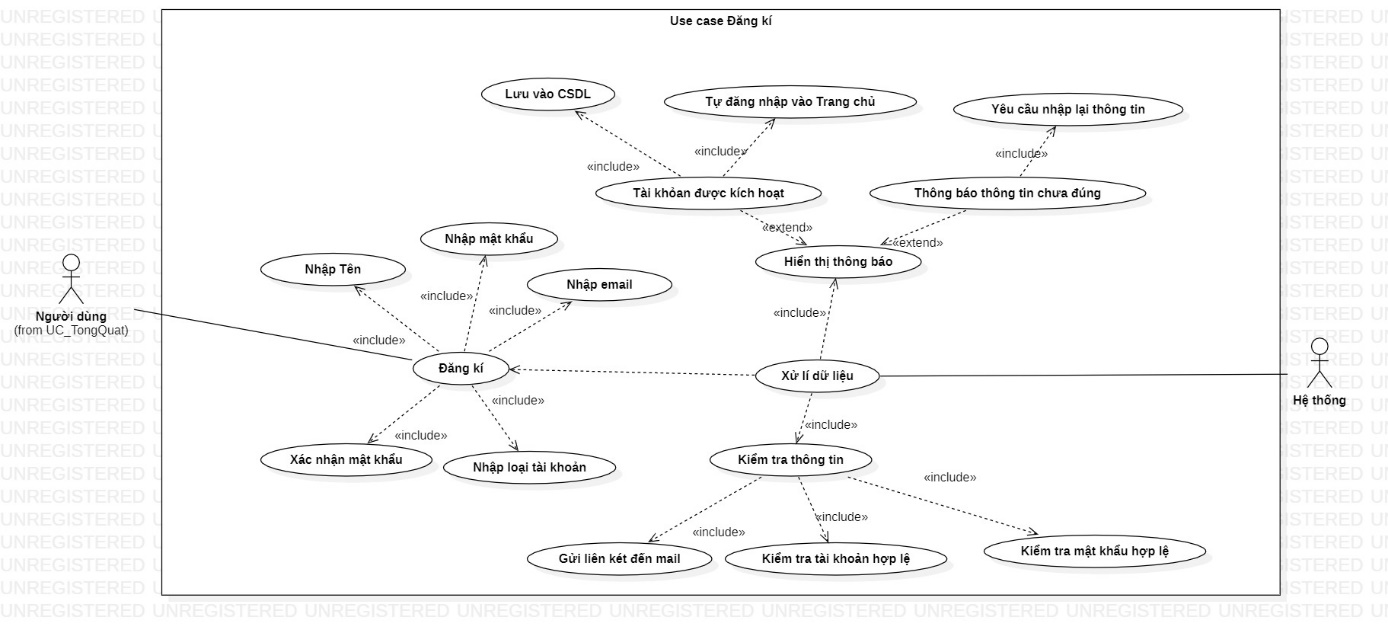 Use case Đăng kí
Lưu vào CSDL
Tự đăng nhập vào Trang chủ
Yêu cầu nhập lại thông tin
«include»
«include»
«include»
Tài khỏan được kích hoạt
Thông báo thông tin chưa đúng
«extend»
«extend»
Nhập mật khẩu
Hiển thị thông báo
Nhập Tên
Nhập email
«include»
«include»
«include»
«include»
Người dùng
(from UC_TongQuat)
Đăng kí
Xử lí dữ liệu
Hệ thống
«include»
«include»
«include»
Xác nhận mật khẩu
Nhập loại tài khoản
Kiểm tra thông tin
«include»
«include»
«include»
Gửi liên két đến mail
Kiểm tra tài khoản hợp lệ
Kiểm tra mật khẩu hợp lệ
UNREGISTERED UNREGISTERED UNREGISTERED UNREGISTERED UNREGISTERED UNREGISTERED UNREGISTERED UNREGISTERED UNREGISTERED UN